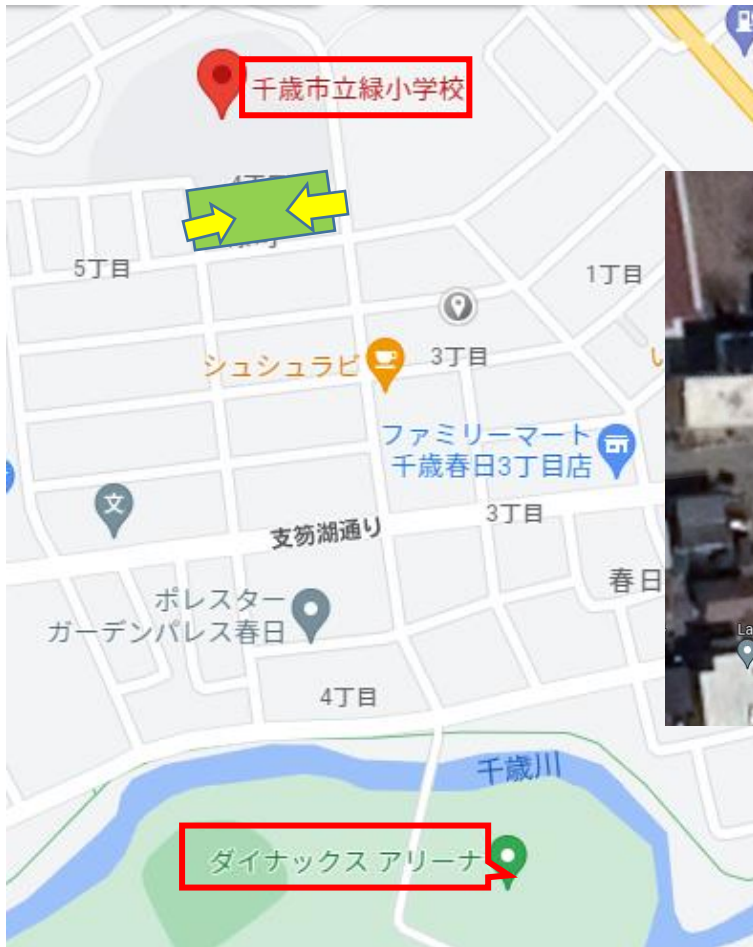 千歳市立緑小学校
5丁目
1丁目
シュシュラビ
3丁目
い
ファミリーマート
千歳春日3丁目店
文
3丁目
支笏湖通り
春日
ポレスター
ガーデンパレス春日
La
4丁目
千歳川
ダイナックス アリーナ